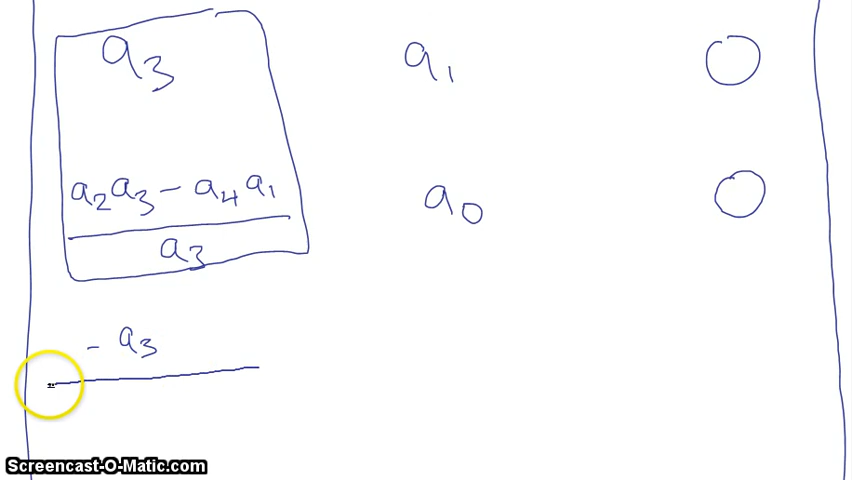 a₃ a₁ 0
a₂a₃ - a₄a₁ a₀ 0
a₃
- a₃
Screencast-O-Matic.com